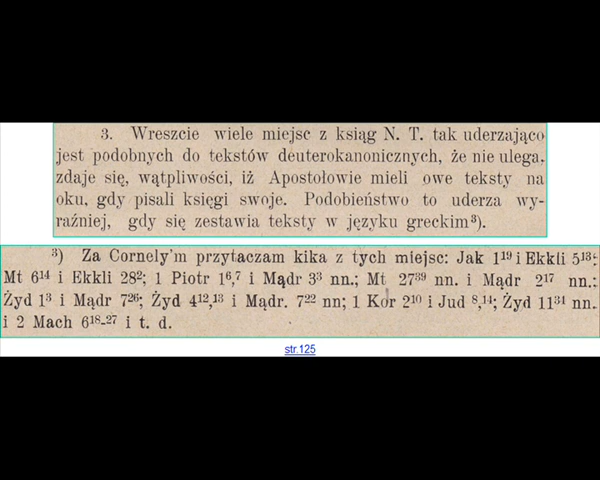 3. Wreszcie wiele miejsc z ksiąg N. T. tak uderzająco
jest podobnych do tekstów deuterokanonicznych, że nie ulega,
zdaje się, wątpliwości, iż Apostołowie mieli owe teksty na
oku, gdy pisali księgi swoje. Podobieństwo to uderza wy-
raźniej, gdy się zestawia teksty w języku greckim³).
³) Za Cornely'm przytaczam kika z tych miejsc: Jak 1¹⁹ i Ekkli 5¹³;
Mt 6¹⁴ i Ekkli 28²; 1 Piotr 1⁶,⁷ i Mądr 3³ nn.; Mt 27³⁹ nn. i Mądr 2¹⁷ nn.;
Żyd 1³ i Mądr 7²⁶; Żyd 4¹²,¹³ i Mądr. 7²² nn; 1 Kor 2¹⁰ i Jud ⁸,¹⁴; Żyd 11³⁴ nn.
i 2 Mach 6¹⁸-²⁷ i t. d.
str.125